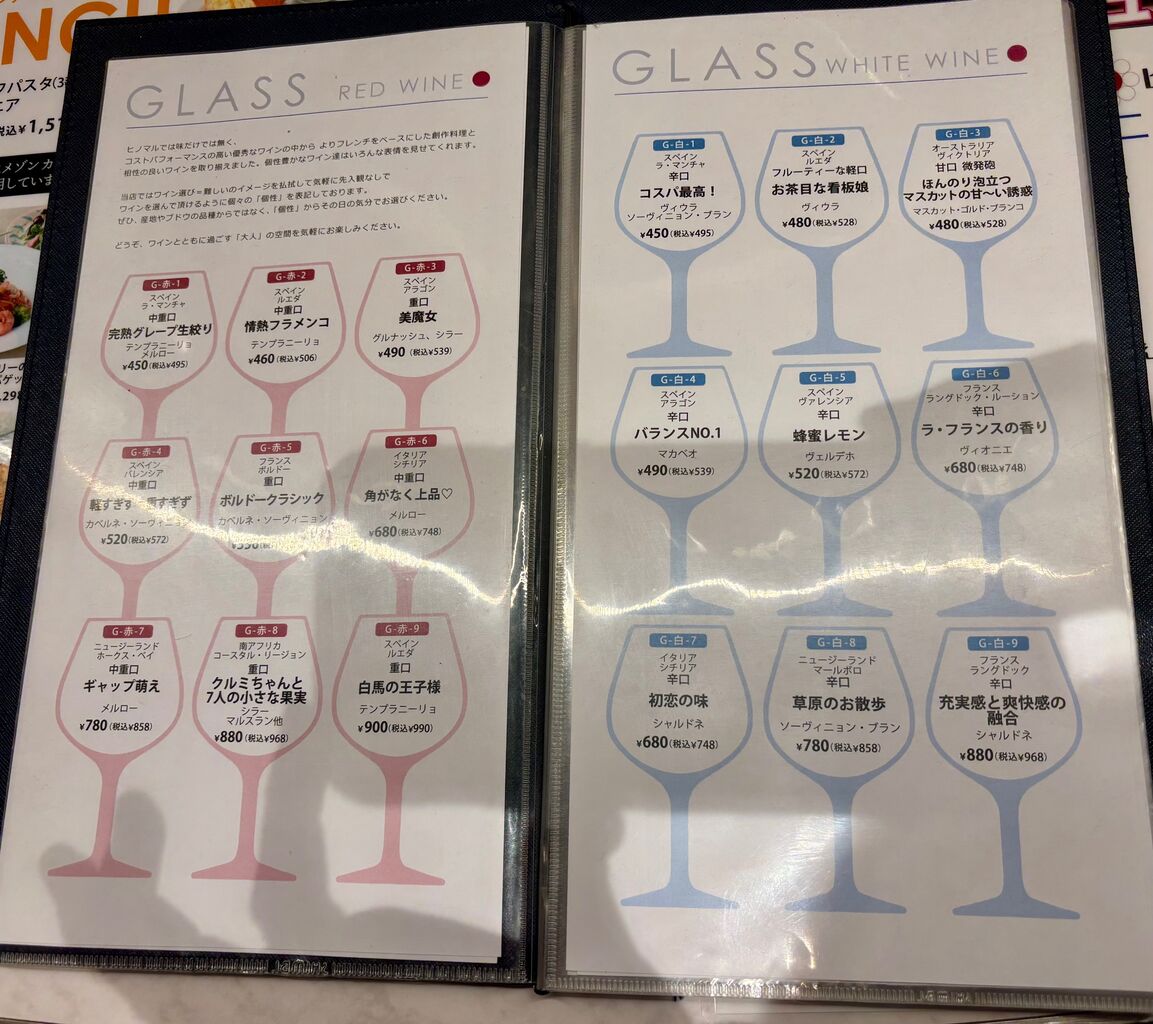 GLASS RED WINE
ヒノマルでは味だけでは無く、
コストパフォーマンスの高い優秀なワインの中から よりフレンチをベースにした創作料理と
相性の良いワインを取り揃えました、個性豊かなワイン達はいろんな表情を見せてくれます。
当店ではワイン選び=難しいのイメージを払拭して気軽に先入観なしで
ワインを選んで頂けるように個々の「個性」を表記しております。
ぜひ、産地やブドウの品種からではなく、「個性」からその日の気分でお選びください。
どうぞ、ワインとともに過ごす「大人」の空間を気軽にお楽しみください。
G-赤-1
スペイン
ラ・マンチャ
中重口
完熟グレープ生絞り
テンプラニーリョ
メルロー
¥450(税込¥495)
G-赤-2
スペイン
ルエダ
中重口
情熱フラメンコ
テンプラニーリョ
¥460(税込¥506)
G-赤-3
スペイン
アラゴン
重口
美魔女
グルナッシュ、シラー
¥490(税込¥539)
G-赤-4
スペイン
バレンシア
中重口
軽すぎず 重すぎず
カベルネ・ソーヴィニョン
¥520(税込¥572)
G-赤-5
フランス
ボルドー
重口
ボルドークラシック
カベルネ・ソーヴィニョン
G-赤-6
イタリア
シチリア
中重口
角がなく上品♡
メルロー
¥680(税込¥748)
G-赤-7
ニュージーランド
ホークス・ベイ
中重口
ギャップ萌え
メルロー
¥780(税込¥858)
G-赤-8
南アフリカ
コースタル・リージョン
重口
クルミちゃんと
7人の小さな果実
シラー
マルスラン他
¥880(税込¥968)
G-赤-9
スペイン
ルエダ
重口
白馬の王子様
テンプラニーリョ
¥900(税込¥990)
GLASS WHITE WINE
G-白-1
スペイン
ラ・マンチャ
辛口
コスパ最高！
ヴィウラ
ソーヴィニョン・ブラン
¥450(税込¥495)
G-白-2
スペイン
ルエダ
フルーティーな軽口
お茶目な看板娘
ヴィウラ
¥480(税込¥528)
G-白-3
オーストラリア
ヴィクトリア
甘口 微発砲
ほんのり泡立つ
マスカットの甘〜い誘惑
マスカット・ゴルド・ブランコ
¥480(税込¥528)
G-白-4
スペイン
アラゴン
辛口
バランスNO.1
マカベオ
¥490(税込¥539)
G-白-5
スペイン
ヴァレンシア
辛口
蜂蜜レモン
ヴェルデホ
¥520(税込¥572)
G-白-6
フランス
ラングドック・ルーション
辛口
ラ・フランスの香り
ヴィオニエ
¥680(税込¥748)
G-白-7
イタリア
シチリア
辛口
初恋の味
シャルドネ
¥680(税込¥748)
G-白-8
ニュージーランド
マールボロ
辛口
草原のお散歩
ソーヴィニョン・ブラン
¥780(税込¥858)
G-白-9
フランス
ラングドック
辛口
充実感と爽快感の
融合
シャルドネ
¥880(税込¥968)